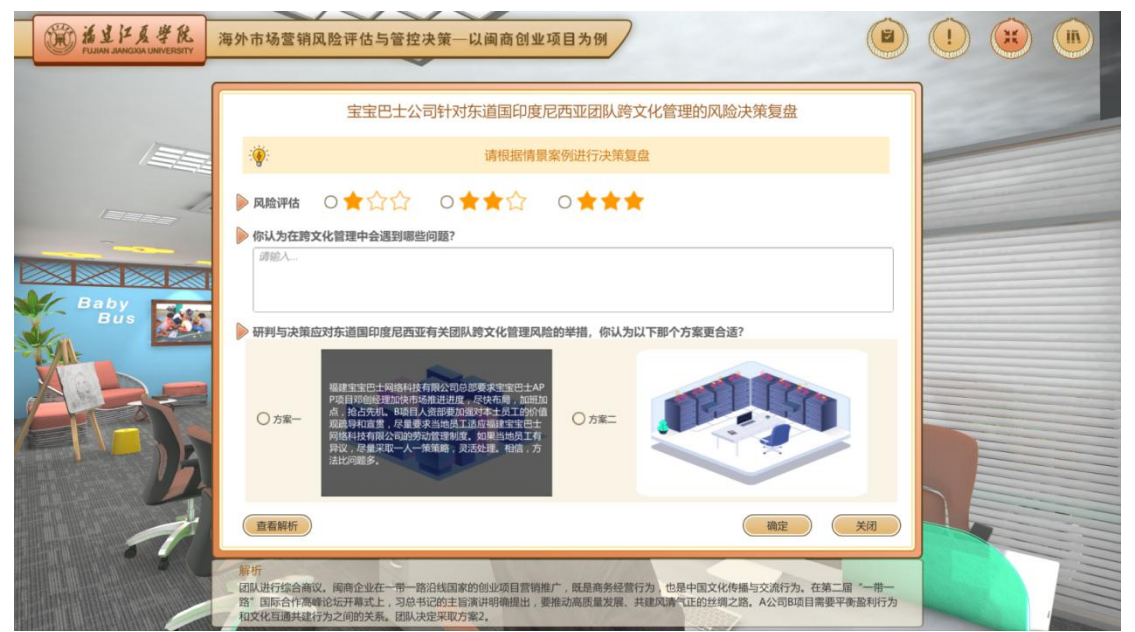 福建江夏学院
FUJIAN JIANGXIA UNIVERSITY
海外市场营销风险评估与管控决策—以闽商创业项目为例
宝宝巴士公司针对东道国印度尼西亚团队跨文化管理的风险决策复盘
请根据情景案例进行决策复盘
风险评估
你认为在跨文化管理中会遇到哪些问题?
请输入...
Baby
Bus
研判与决策应对东道国印度尼西亚有关团队跨文化管理风险的举措，你认为以下那个方案更合适?
方案一
福建宝宝巴士网络科技有限公司总部要求宝宝巴士AP
P项目邓创经理加快市场推进进度，尽快布局，加班加
点，抢占先机。B项目人资部要加强对本土员工的价值
观疏导和宣贯，尽量要求当地员工适应福建宝宝巴士
网络科技有限公司的劳动管理制度。如果当地员工有
异议，尽量采取一人一策策略，灵活处理。相信，方
法比问题多。
方案二
查看解析
确定
关闭
解析
团队进行综合商议。闽商企业在一带一路沿线国家的创业项目营销推广，既是商务经营行为，也是中国文化传播与交流行为。在第二届“一带一
路”国际合作高峰论坛开幕式上，习总书记的主旨演讲明确提出，要推动高质量发展、共建风清气正的丝绸之路。A公司B项目需要平衡盈利行为
和文化互通共建行为之间的关系。团队决定采取方案2。